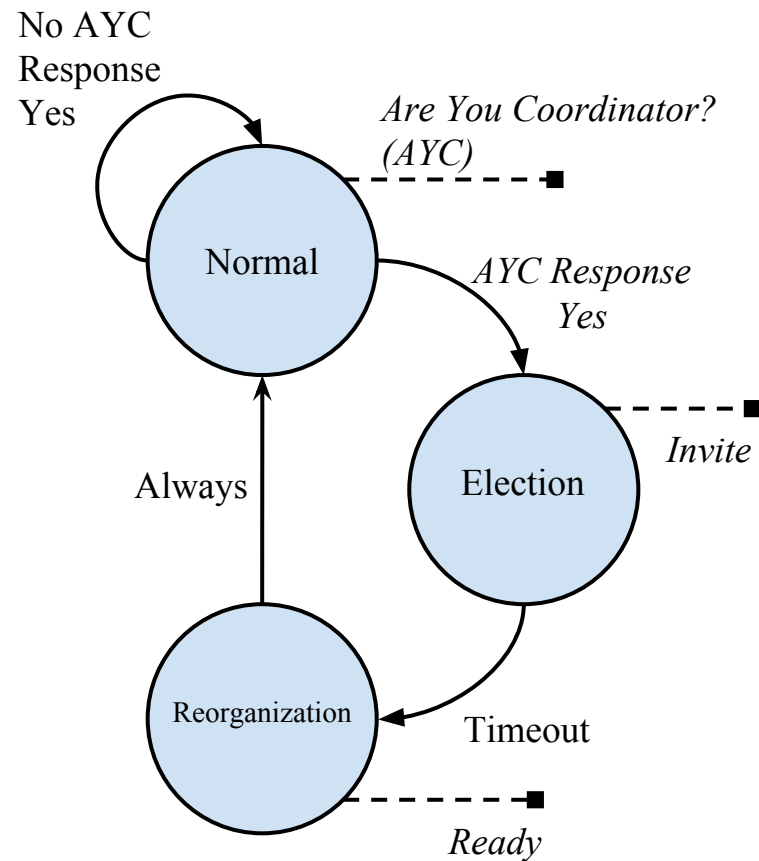 No AYC
Response
Yes
Are You Coordinator?
(AYC)
Normal
AYC Response
Yes
Invite
Election
Always
Reorganization
Timeout
Ready